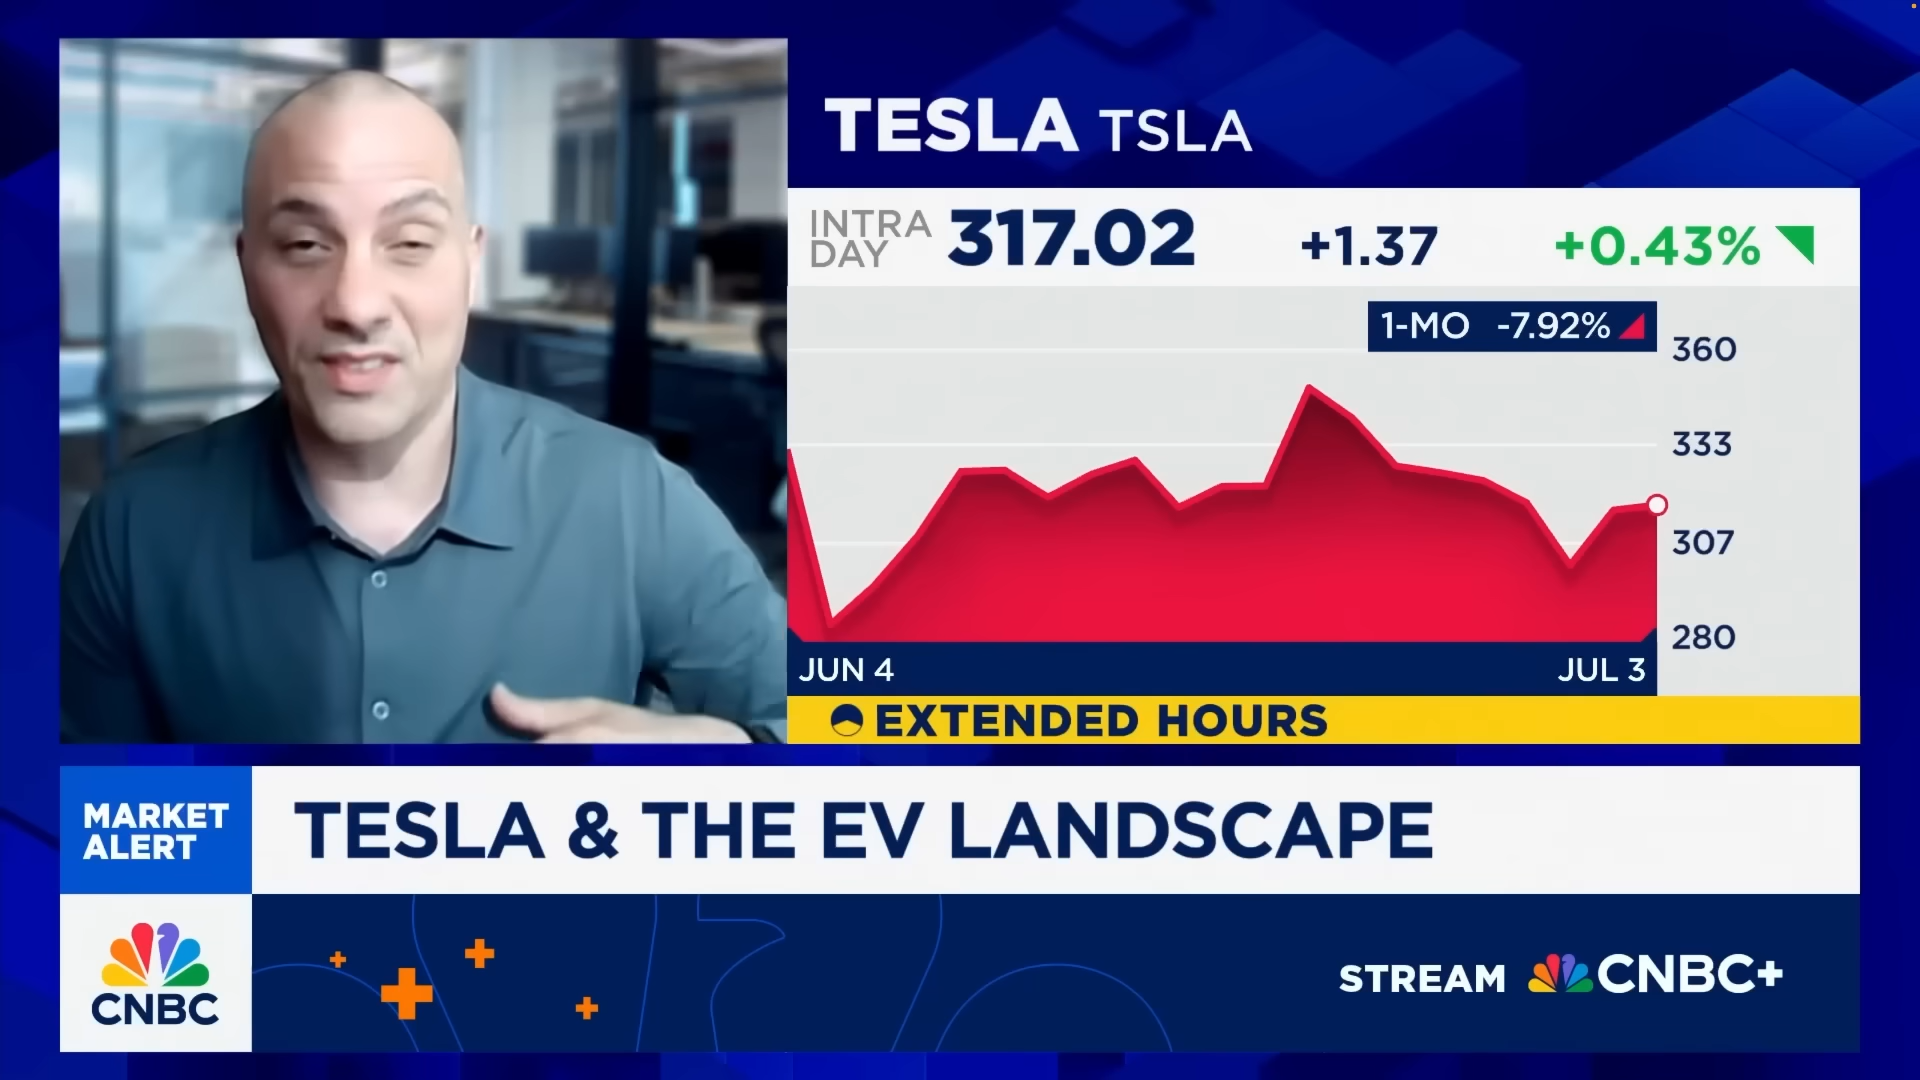 TESLA TSLA
INTRA
DAY
317.02 +1.37 +0.43%
1-MO -7.92%
360
333
307
280
JUN 4 JUL 3
EXTENDED HOURS
MARKET
ALERT
TESLA & THE EV LANDSCAPE
CNBC
STREAM CNBC+